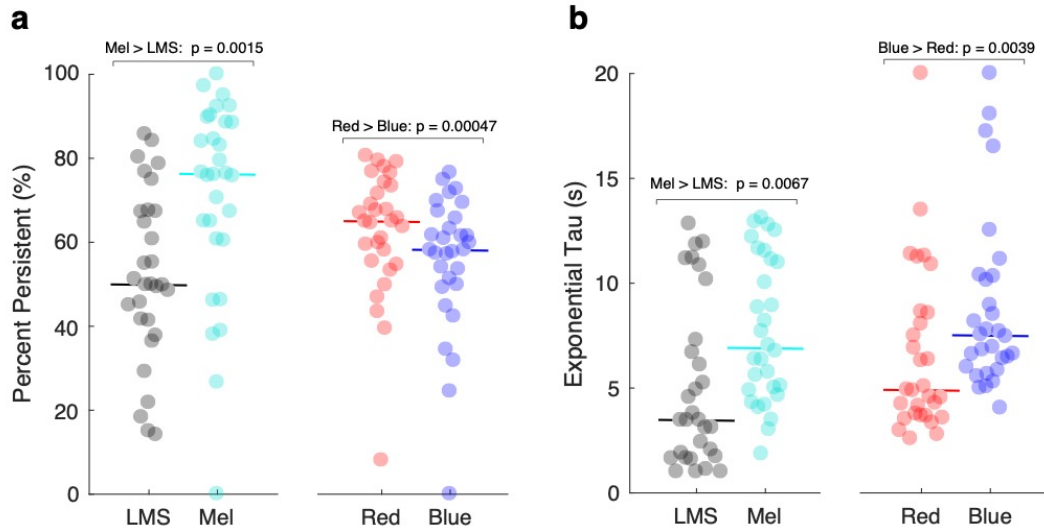 a
Mel > LMS: p = 0.0015
Red > Blue: p = 0.00047
Percent Persistent (%)
100
80
60
40
20
0
LMS
Mel
Red
Blue
b
Blue > Red: p = 0.0039
Mel > LMS: p = 0.0067
Exponential Tau (s)
20
15
10
5
0
LMS
Mel
Red
Blue